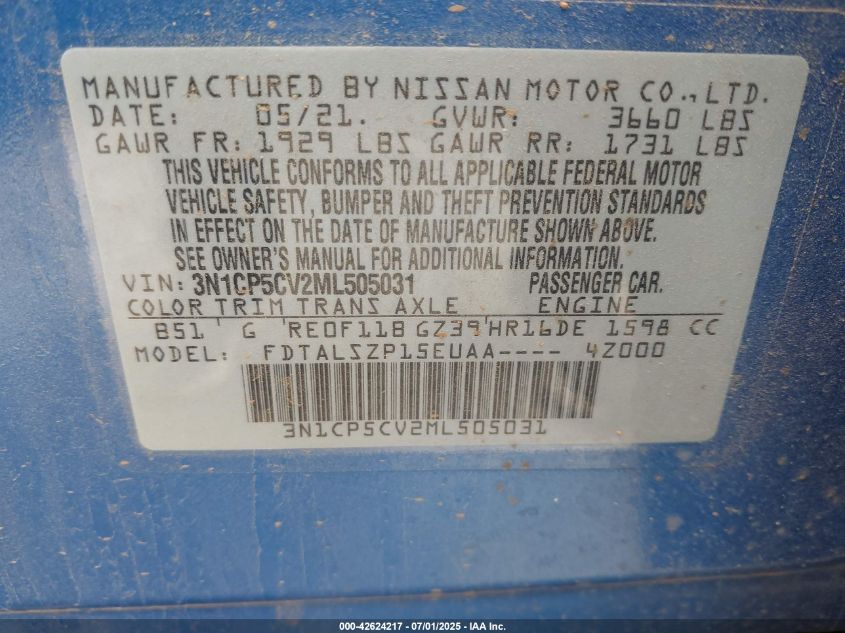 MANUFACTURED BY NISSAN MOTOR CO.,LTD.
DATE: 05/21. GVWR: 3660 LBS
GAWR FR: 1929 LBS GAWR RR: 1731 LBS
THIS VEHICLE CONFORMS TO ALL APPLICABLE FEDERAL MOTOR
VEHICLE SAFETY, BUMPER AND THEFT PREVENTION STANDARDS
IN EFFECT ON THE DATE OF MANUFACTURE SHOWN ABOVE.
SEE OWNER'S MANUAL FOR ADDITIONAL INFORMATION.
VIN: 3N1CP5CV2ML505031 PASSENGER CAR.
COLOR TRIM TRANS AXLE ENGINE
B51 ' G 'RE0F11B GZ39'HR16DE 1598 CC
MODEL: FDTALSZP15EUAA---- 4Z000
3N1CP5CV2ML505031
000-42624217 - 07/01/2025 - IAA Inc.